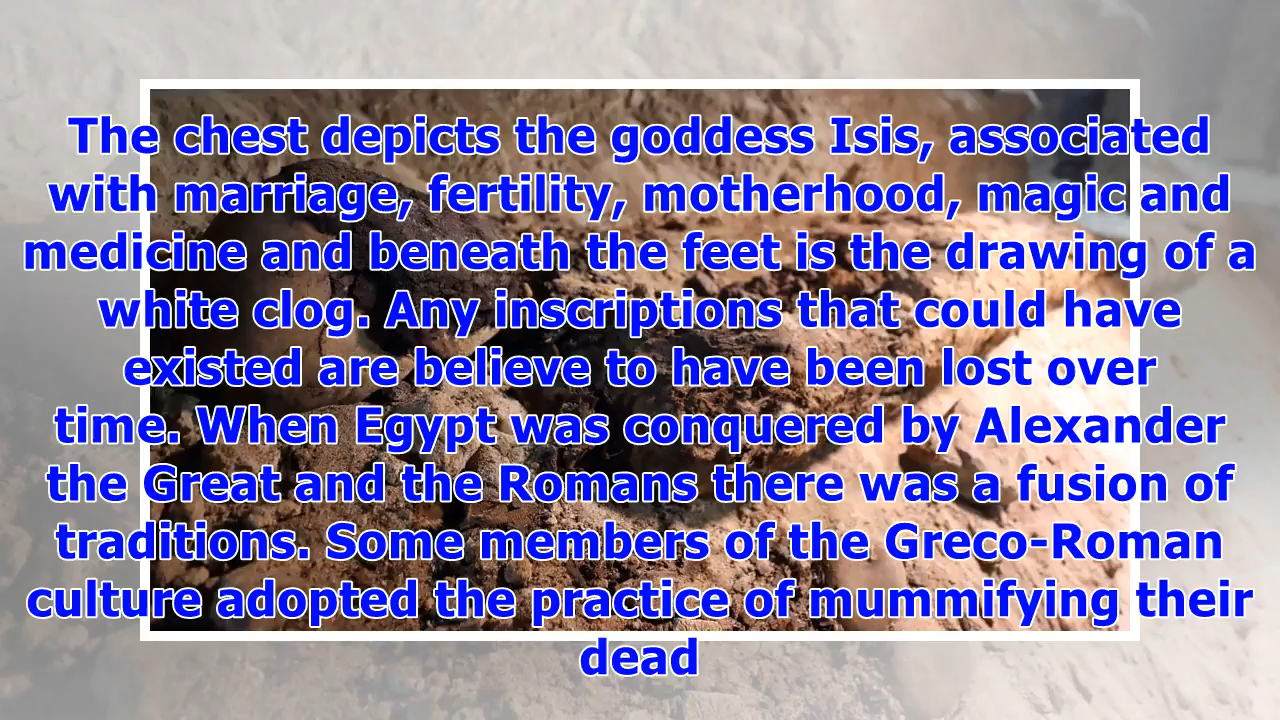 The chest depicts the goddess Isis, associated
with marriage, fertility, motherhood, magic and
medicine and beneath the feet is the drawing of a
white clog. Any inscriptions that could have
existed are believe to have been lost over
time. When Egypt was conquered by Alexander
the Great and the Romans there was a fusion of
traditions. Some members of the Greco-Roman
culture adopted the practice of mummifying their
dead